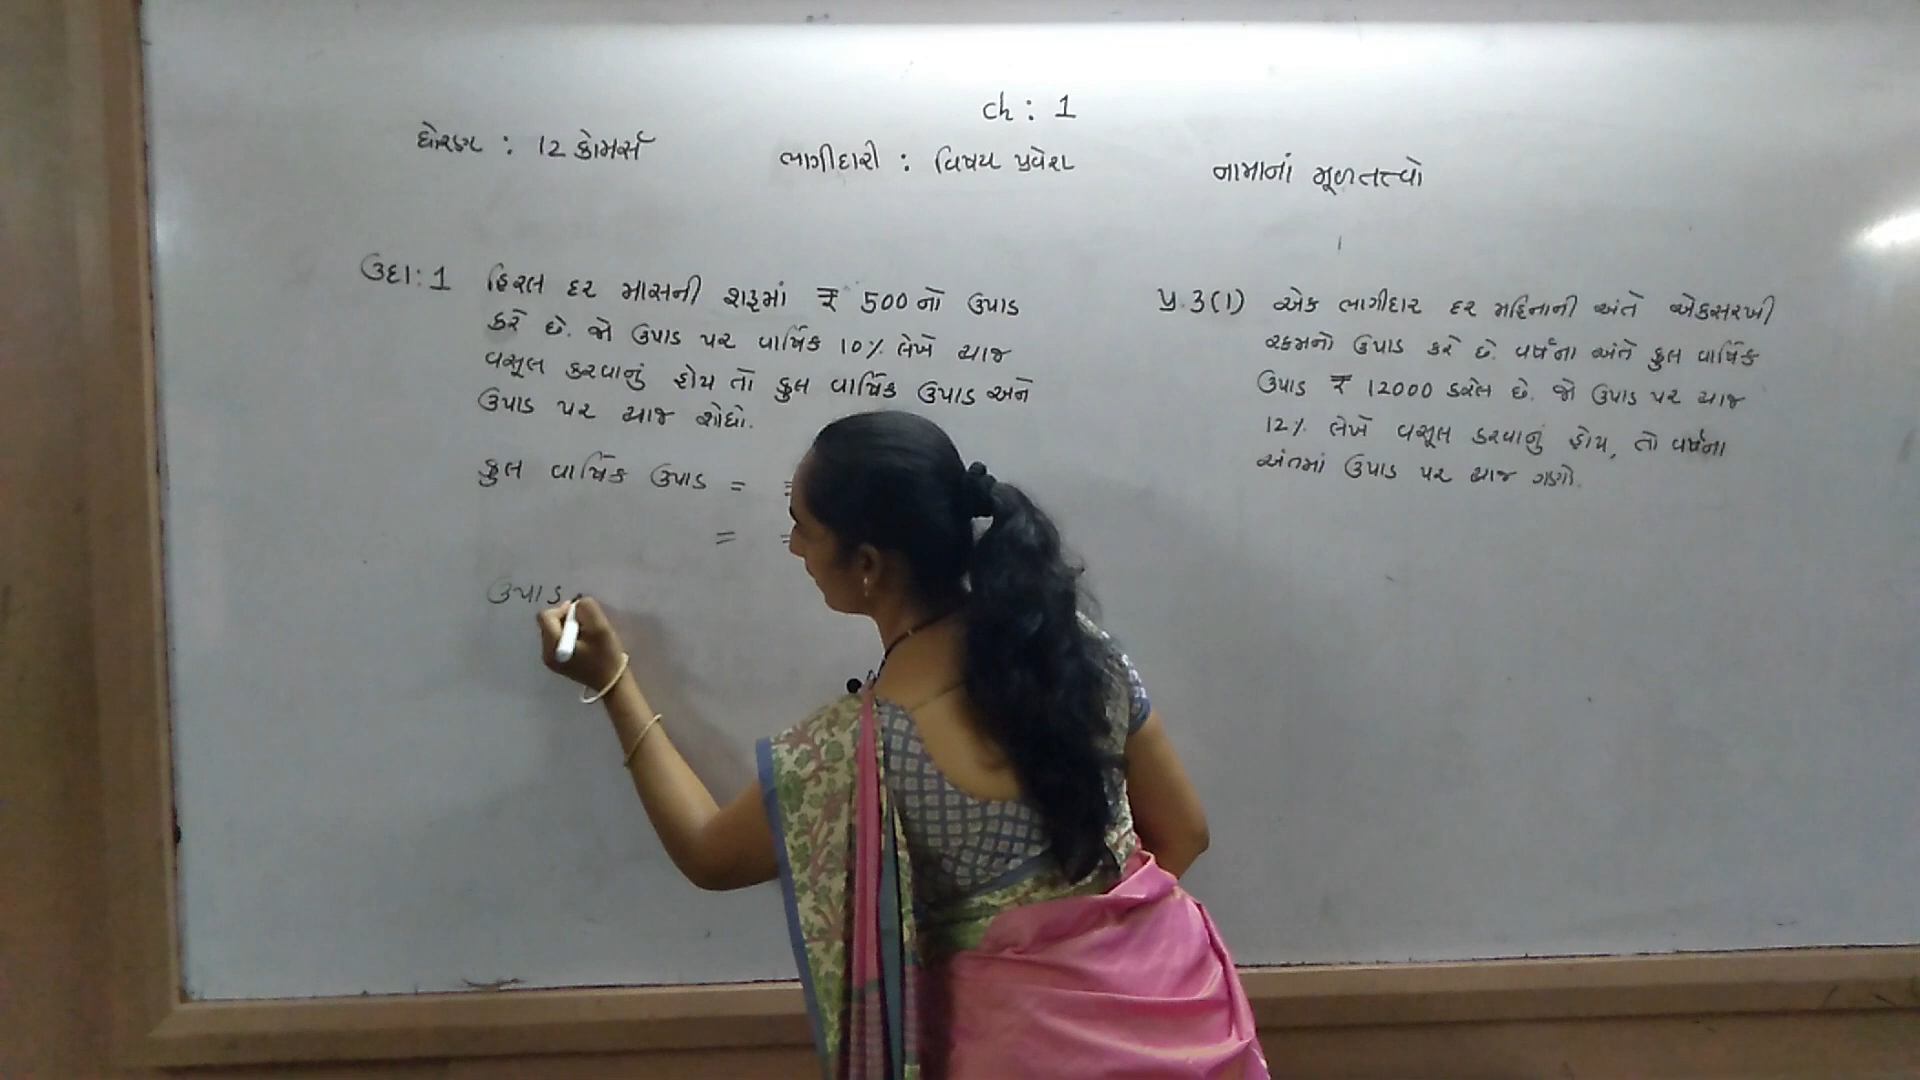 ch : 1
ધોરણ : 12 કોમર્સ
ભાગીદારી : વિષય પ્રવેશ
નામાનાં મૂળતત્ત્વો
ઉદા : 1 હિરલ દર માસની શરૂમાં ₹ 500 નો ઉપાડ
કરે છે. જો ઉપાડ પર વાર્ષિક 10% લેખે વ્યાજ
વસૂલ કરવાનું હોય તો કુલ વાર્ષિક ઉપાડ અને
ઉપાડ પર વ્યાજ શોધો.
કુલ વાર્ષિક ઉપાડ =
=
ઉપાડ
પ્ર. 3 (1) એક ભાગીદાર દર મહિનાની અંતે એકસરખી
રકમનો ઉપાડ કરે છે. વર્ષના અંતે કુલ વાર્ષિક
ઉપાડ ₹ 12000 કરેલ છે. જો ઉપાડ પર વ્યાજ
12% લેખે વસૂલ કરવાનું હોય, તો વર્ષના
અંતમાં ઉપાડ પર વ્યાજ ગણો.